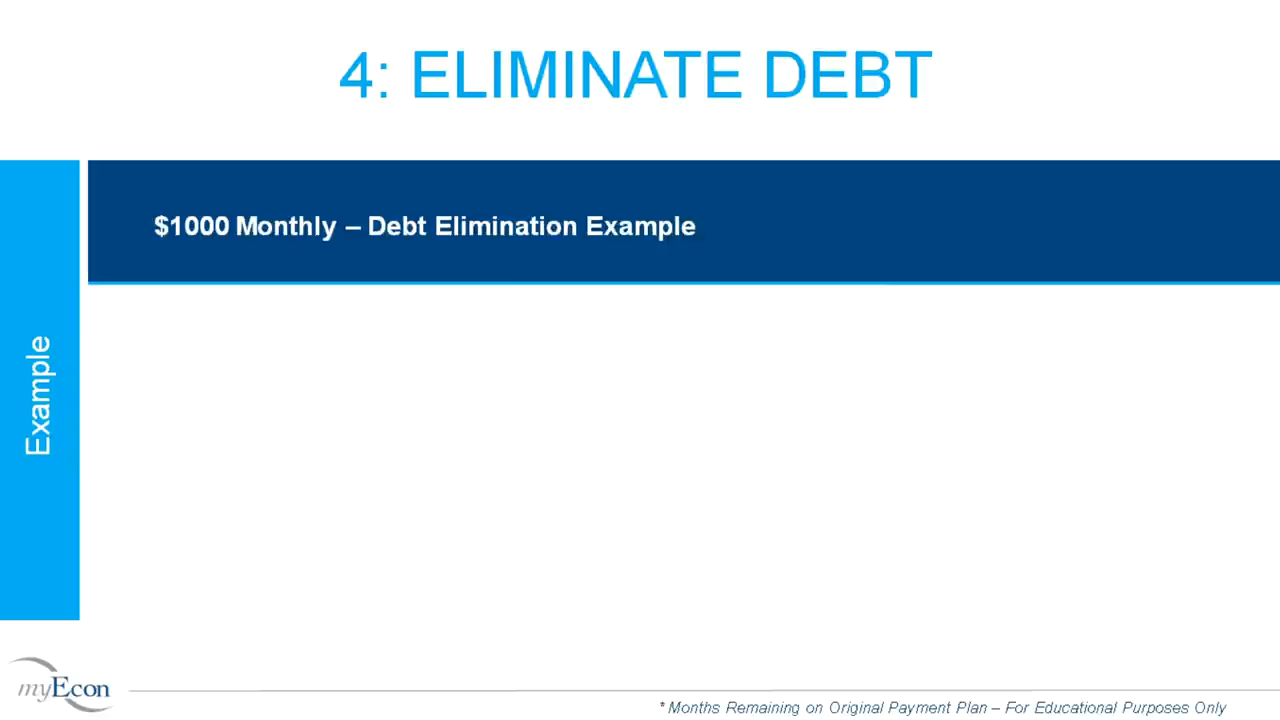 4: ELIMINATE DEBT
$1000 Monthly – Debt Elimination Example
Example
myEcon
* Months Remaining on Original Payment Plan – For Educational Purposes Only